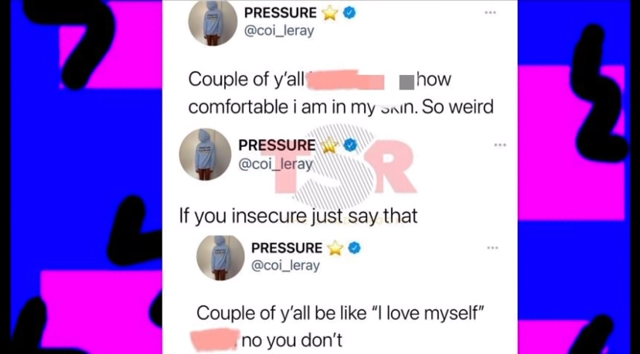 PRESSURE ⭐
@coi_leray
Couple of y'all how
comfortable i am in my skin. So weird
PRESSURE ⭐
@coi_leray
TSR
If you insecure just say that
PRESSURE ⭐
@coi_leray
Couple of y'all be like “I love myself”
no you don't